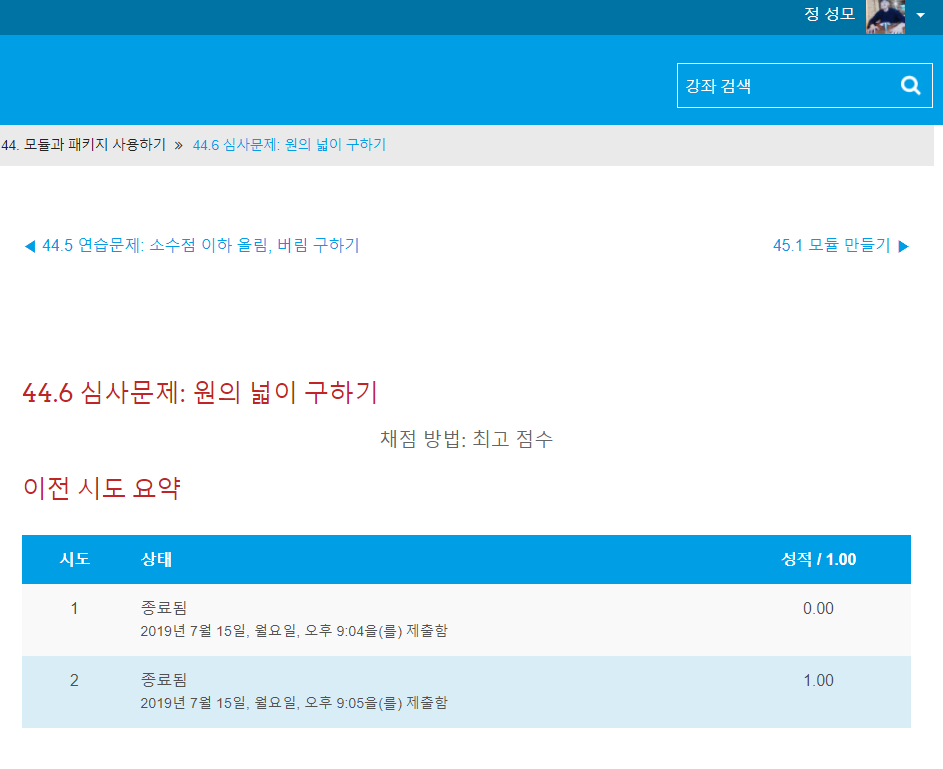 정 성모
강좌 검색
44. 모듈과 패키지 사용하기 » 44.6 심사문제: 원의 넓이 구하기
◀ 44.5 연습문제: 소수점 이하 올림, 버림 구하기 45.1 모듈 만들기 ▶
44.6 심사문제: 원의 넓이 구하기
채점 방법: 최고 점수
이전 시도 요약
시도 상태 성적 / 1.00
1 종료됨 0.00
2019년 7월 15일, 월요일, 오후 9:04을(를) 제출함
2 종료됨 1.00
2019년 7월 15일, 월요일, 오후 9:05을(를) 제출함